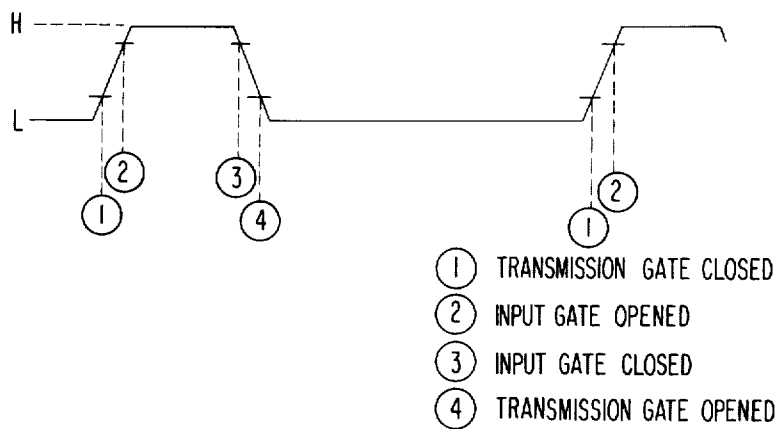 H
L
2
3
1
4
2
1
1 TRANSMISSION GATE CLOSED
2 INPUT GATE OPENED
3 INPUT GATE CLOSED
4 TRANSMISSION GATE OPENED